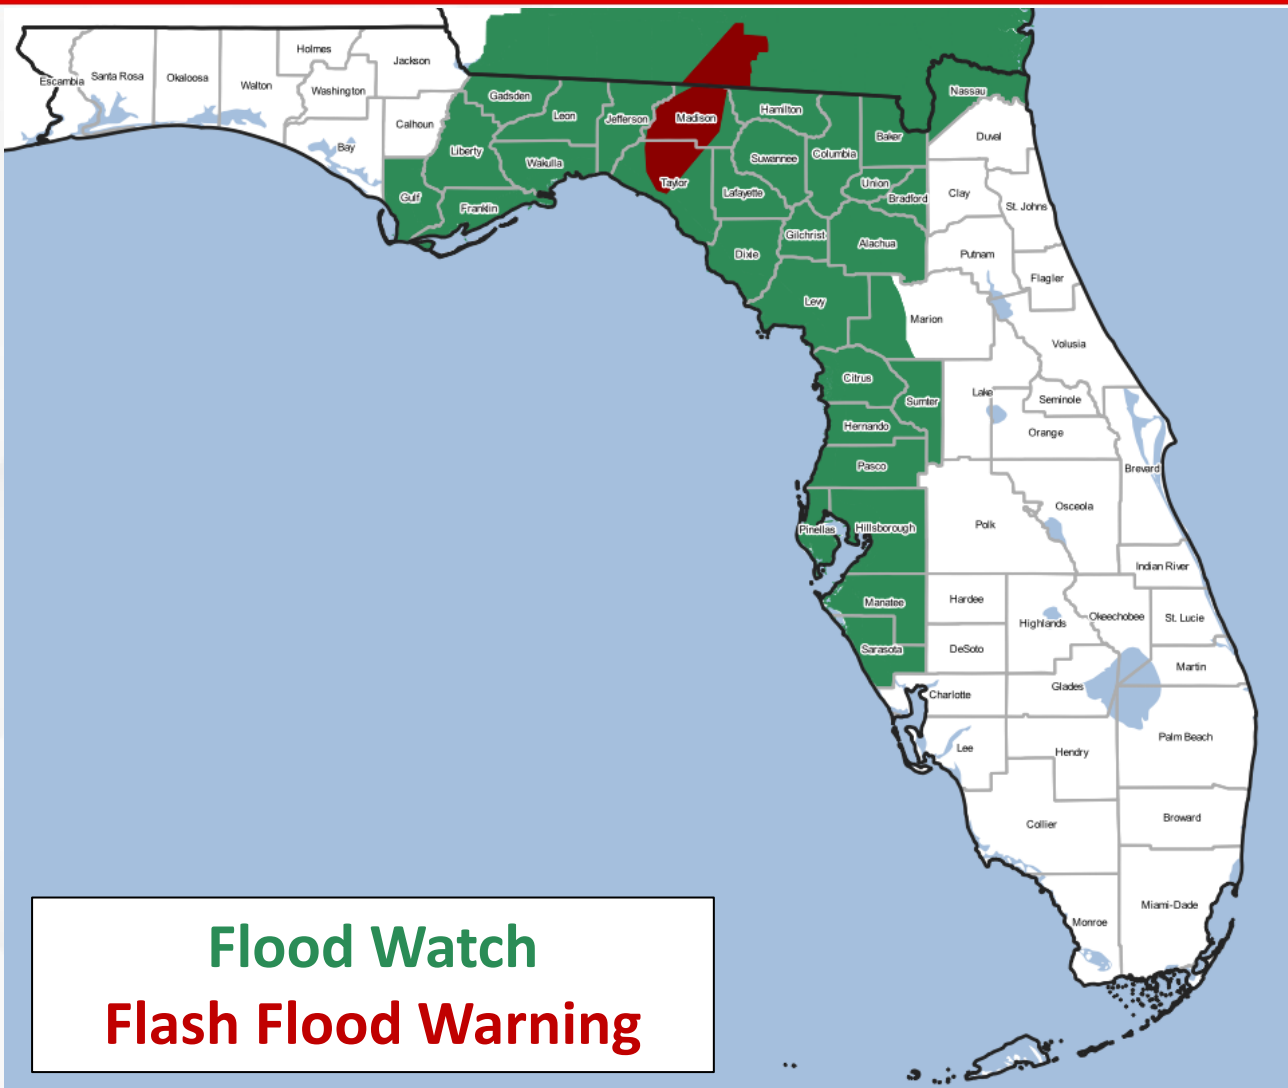 Holmes
Jackson
Escambia
Santa Rosa
Okaloosa
Walton
Washington
Calhoun
Bay
Gulf
Gadsden
Leon
Liberty
Wakulla
Franklin
Jefferson
Madison
Taylor
Hamilton
Suwannee
Columbia
Lafayette
Baker
Nassau
Duval
Union
Bradford
Clay
St. Johns
Gilchrist
Alachua
Dixie
Putnam
Flagler
Levy
Marion
Volusia
Citrus
Sumter
Lake
Seminole
Hernando
Orange
Pasco
Brevard
Pinellas
Hillsborough
Polk
Osceola
Indian River
Manatee
Hardee
Highlands
Okeechobee
St. Lucie
Sarasota
DeSoto
Martin
Charlotte
Glades
Lee
Hendry
Palm Beach
Collier
Broward
Monroe
Miami-Dade
Flood Watch
Flash Flood Warning